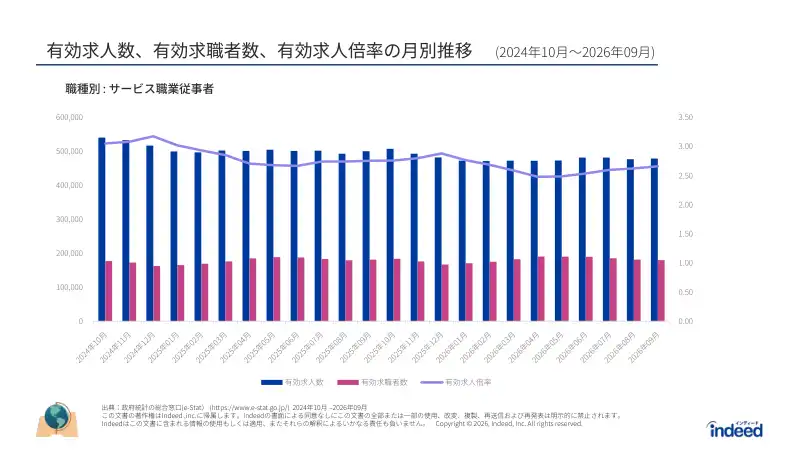 有効求人数、有効求職者数、有効求人倍率の月別推移 (2024年10月～2026年09月)
職種別 : サービス職業従事者
600,000
500,000
400,000
300,000
200,000
100,000
0
3.50
3.00
2.50
2.00
1.50
1.00
0.50
0.00
2024年10月
2024年11月
2024年12月
2025年01月
2025年02月
2025年03月
2025年04月
2025年05月
2025年06月
2025年07月
2025年08月
2025年09月
2025年10月
2025年11月
2025年12月
2026年01月
2026年02月
2026年03月
2026年04月
2026年05月
2026年06月
2026年07月
2026年08月
2026年09月
有効求人数 有効求職者数 有効求人倍率
出典：政府統計の総合窓口(e-Stat) (https://www.e-stat.go.jp/) 2024年10月 –2026年09月
この文書の著作権はIndeed,inc.に帰属します。Indeedの書面による同意なしにこの文書の全部または一部の使用、改変、複製、再送信および再発表は明示的に禁止されます。
Indeedはこの文書に含まれる情報の使用もしくは適用、またそれらの解釈によるいかなる責任も負いません。 Copyright © 2026, Indeed, Inc. All rights reserved.
インディード
indeed